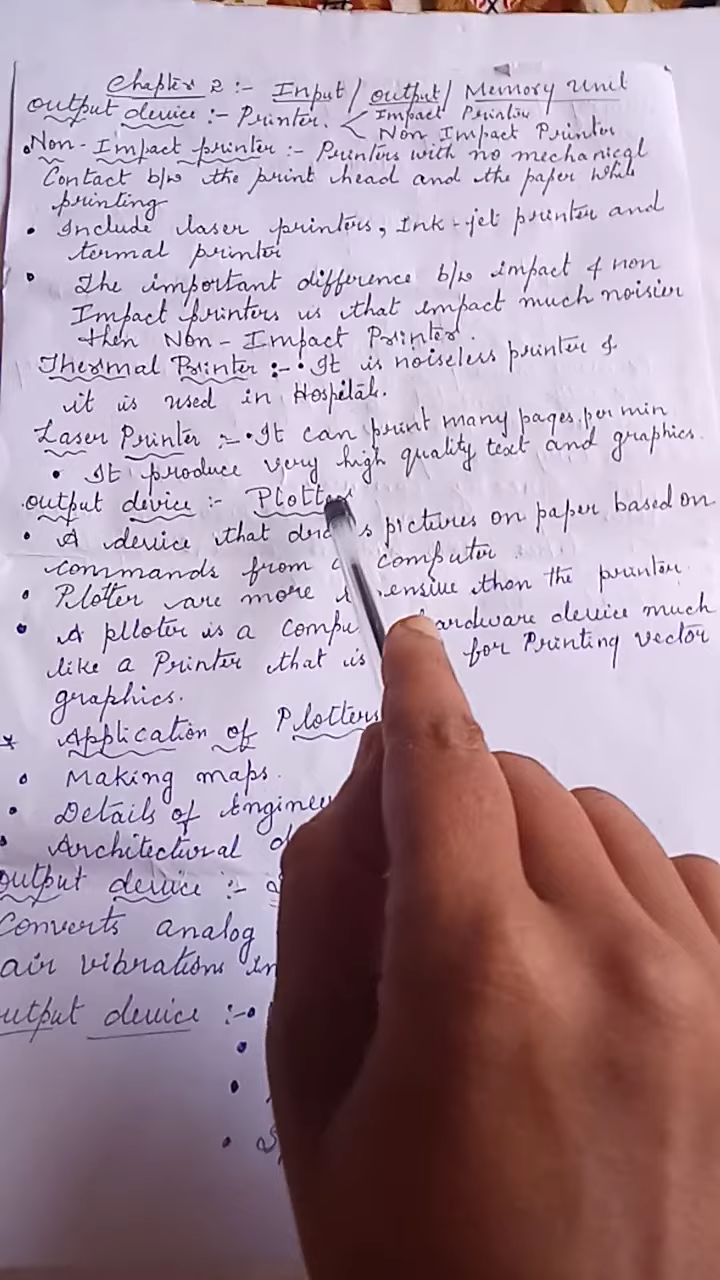 Chapter 2 :- Input / output / Memory Unit
output device :- Printer. < Impact Printer
Non Impact Printer
• Non-Impact printer :- Printers with no mechanical
Contact b/w the print head and the paper while
printing
• Include laser printers, Ink-jet printer and
termal printer
• The important difference b/w impact & non
Impact printers is that impact much noisier
then Non-Impact Printer.
Thermal Printer :- • It is noiseless printer &
it is used in Hospital.
Laser Printer :- • It can print many pages per min
• It produce very high quality text and graphics.
output device :- Plotter
• A device that pictures on paper based on
commands from computer
• Plotter are more than the printer.
• A plloter is a hardware device much
like a Printer that is for Printing vector
graphics.
* Application of Plotters
• Making maps.
• Details of
• Architectural
output device :-
Converts analog
air vibrations
output device :- •
•
•
•